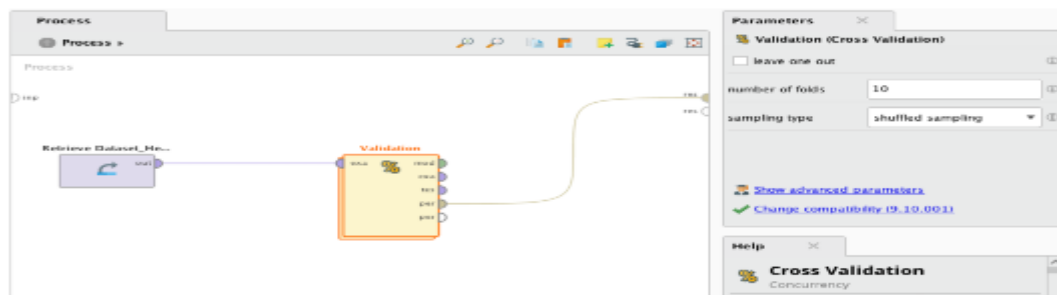 Process
Process ▸
Process
inp
res
res
Retrieve Dataset_He...
out
Validation
exa
mod
exa
tes
per
per
Parameters
Validation (Cross Validation)
leave one out
number of folds
10
sampling type
shuffled sampling
Show advanced parameters
Change compatibility (9.10.001)
Help
Cross Validation
Concurrency